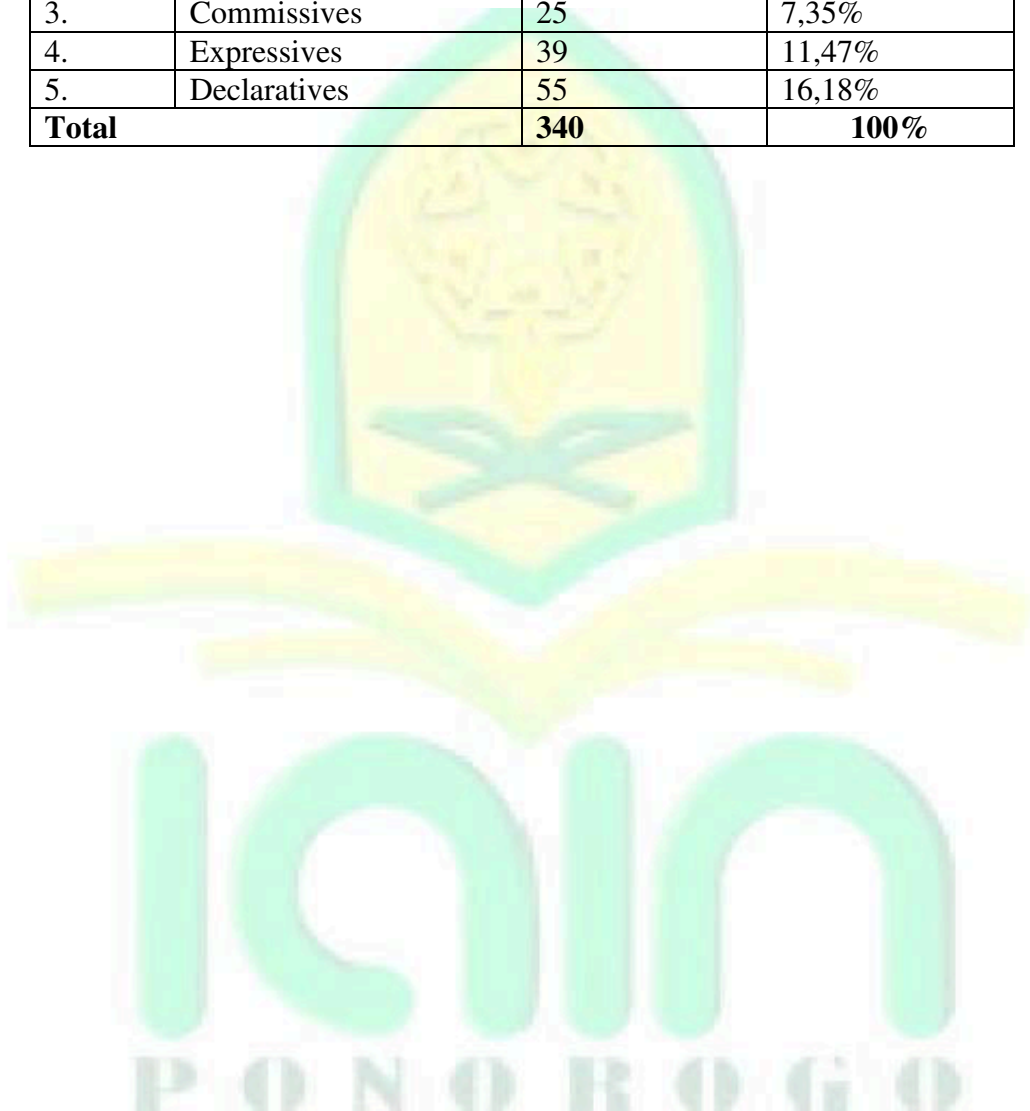 3. Commissives 25 7,35%
4. Expressives 39 11,47%
5. Declaratives 55 16,18%
Total 340 100%
iain
PONOROGO